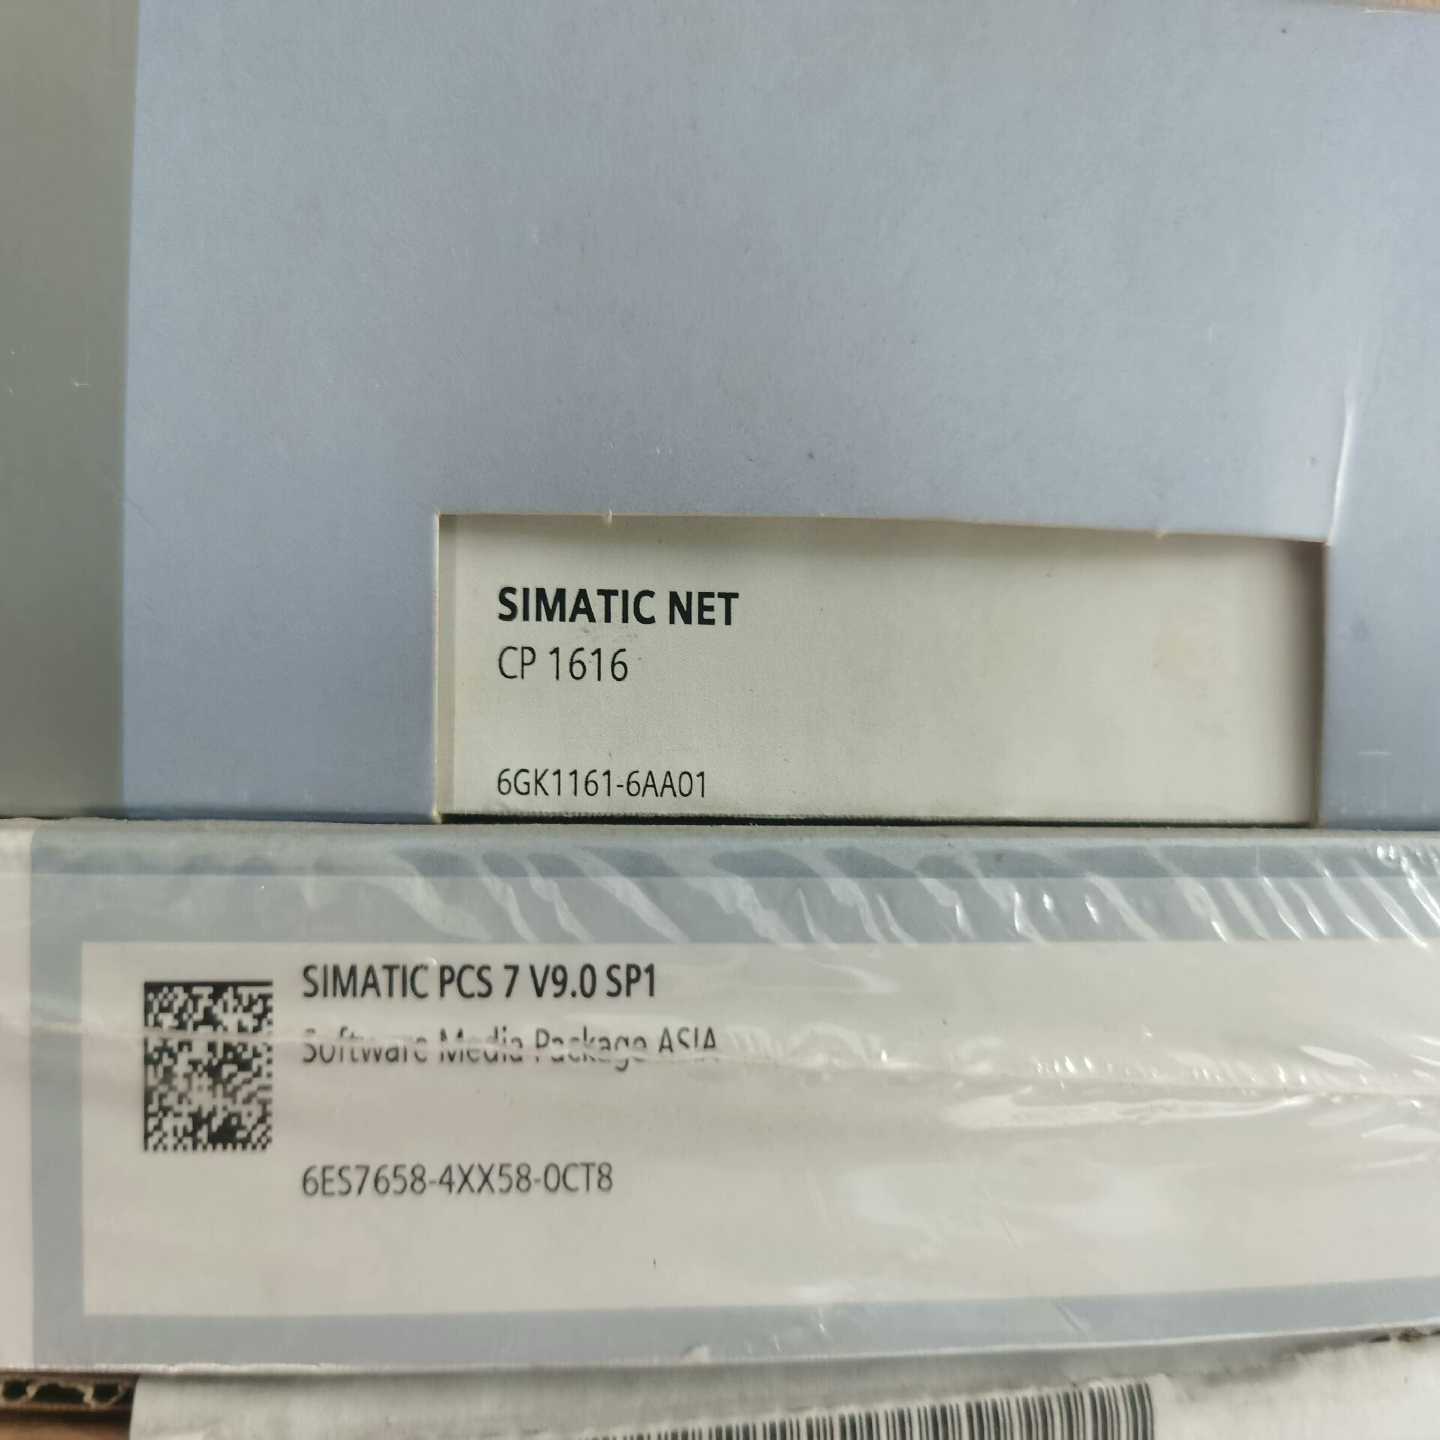 SIMATIC NET
CP 1616
6GK1161-6AA01
SIMATIC PCS 7 V9.0 SP1
Software Media Package ASIA
6ES7658-4XX58-0CT8